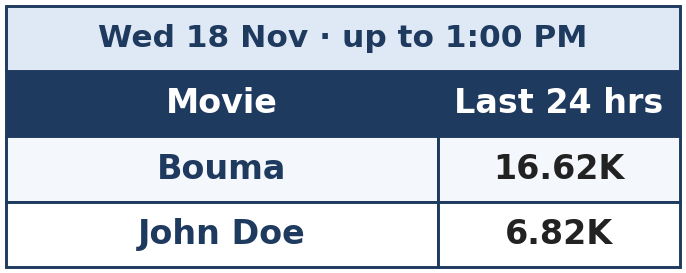 Wed 18 Nov · up to 1:00 PM
Movie Last 24 hrs
Bouma 16.62K
John Doe 6.82K